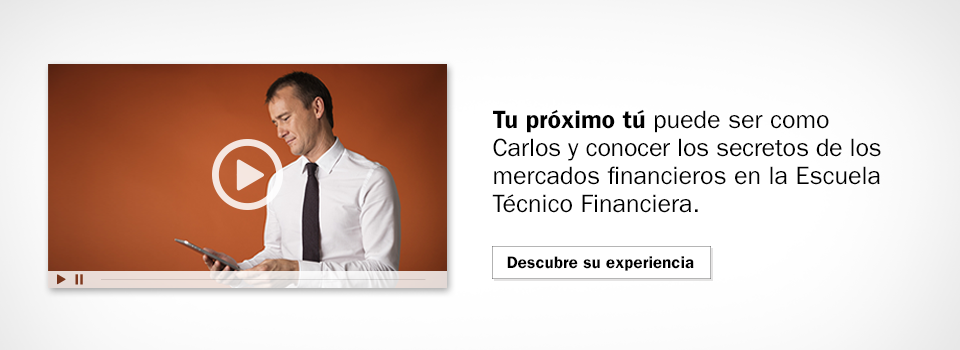 Tu próximo tú puede ser como
Carlos y conocer los secretos de los
mercados financieros en la Escuela
Técnico Financiera.
Descubre su experiencia